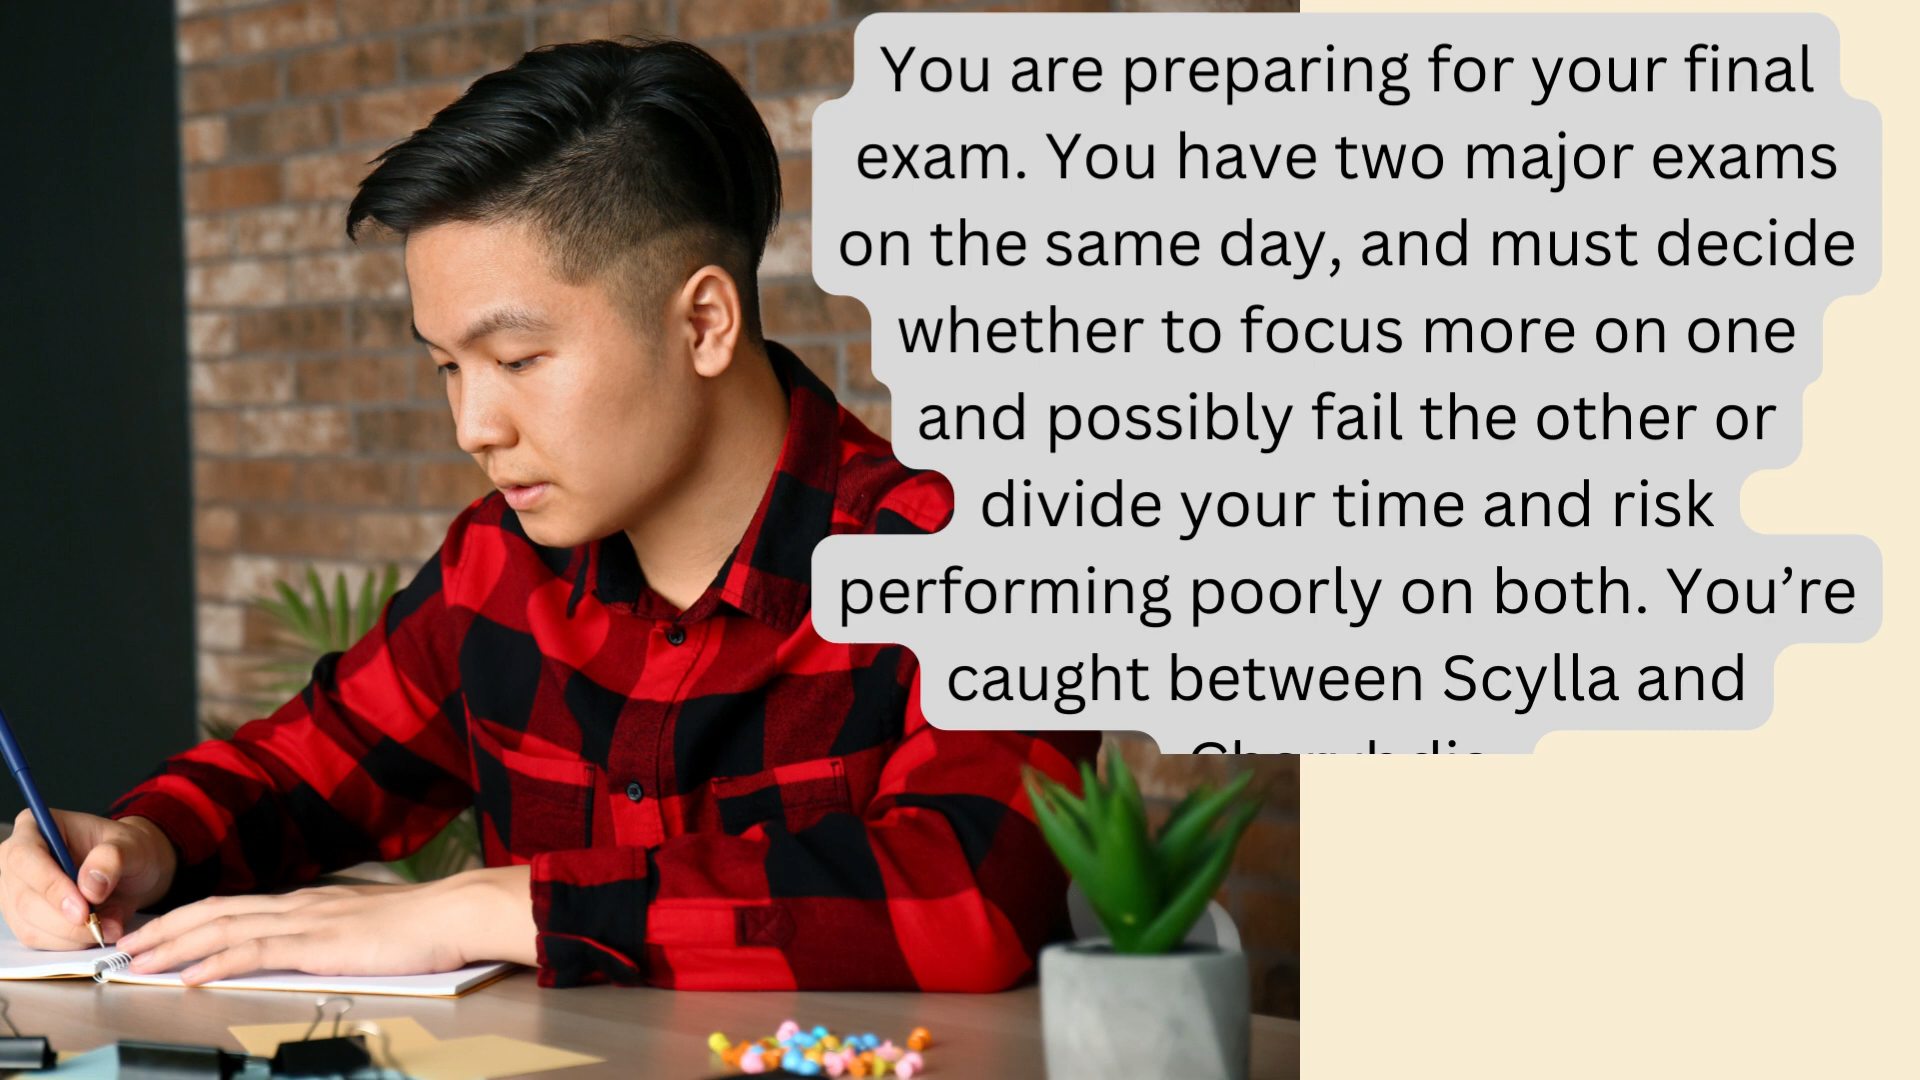 You are preparing for your final
exam. You have two major exams
on the same day, and must decide
whether to focus more on one
and possibly fail the other or
divide your time and risk
performing poorly on both. You’re
caught between Scylla and